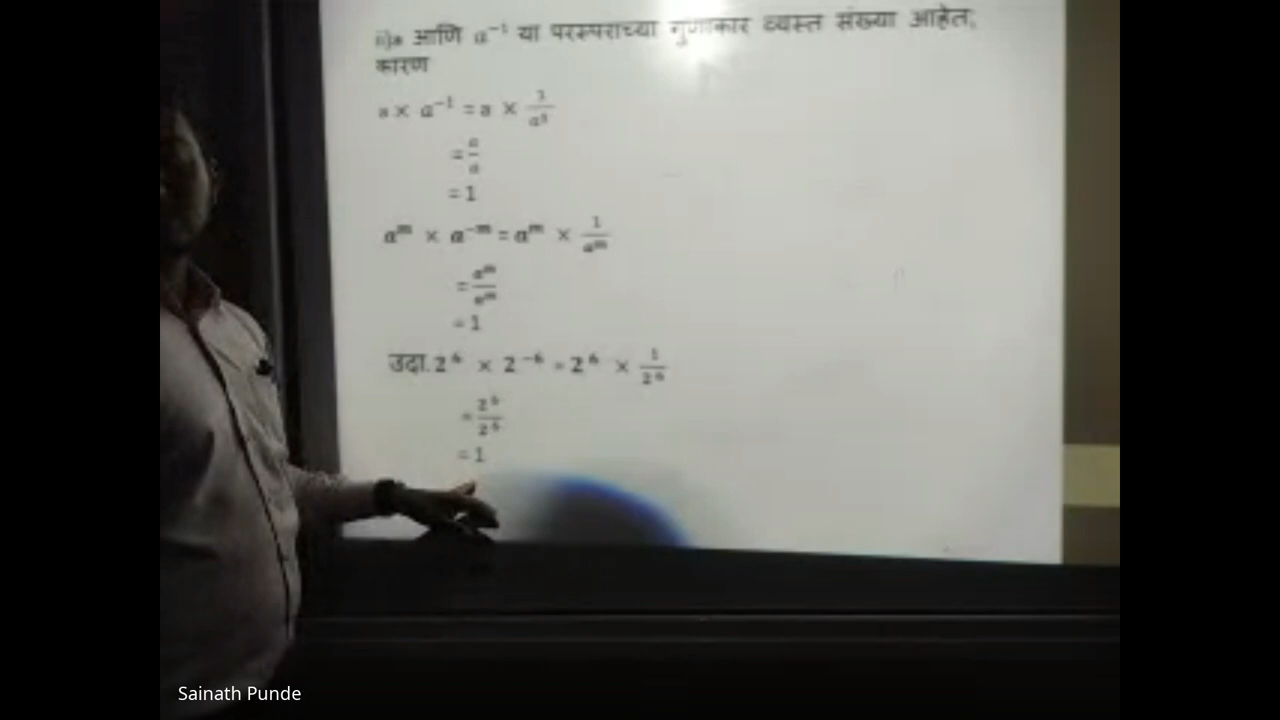 ii)a आणि a⁻¹ या परस्पराच्या गुणाकार व्यस्त संख्या आहेत;
कारण
a × a⁻¹ = a × 1/a¹
= a/a
= 1
aᵐ × a⁻ᵐ = aᵐ × 1/aᵐ
= aᵐ/aᵐ
= 1
उदा. 2⁶ × 2⁻⁶ = 2⁶ × 1/2⁶
= 2⁶/2⁶
= 1
Sainath Punde